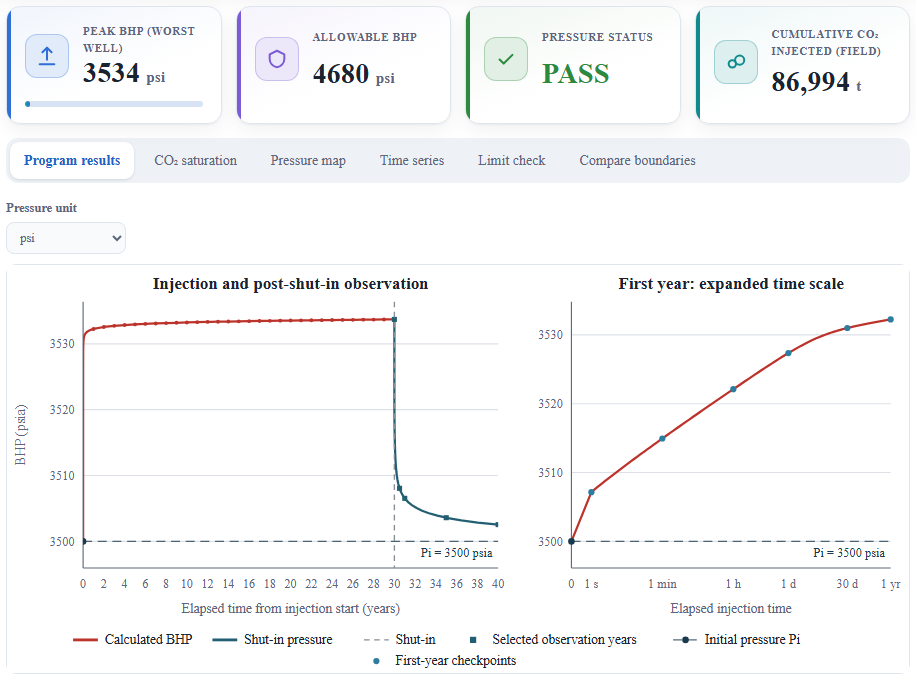 PEAK BHP (WORST
WELL)
3534 psi
ALLOWABLE BHP
4680 psi
PRESSURE STATUS
PASS
CUMULATIVE CO₂
INJECTED (FIELD)
86,994 t
Program results
CO₂ saturation
Pressure map
Time series
Limit check
Compare boundaries
Pressure unit
psi
Injection and post-shut-in observation
BHP (psia)
3530
3520
3510
3500
Pi = 3500 psia
0 2 4 6 8 10 12 14 16 18 20 22 24 26 28 30 32 34 36 38 40
Elapsed time from injection start (years)
First year: expanded time scale
3530
3520
3510
3500
Pi = 3500 psia
0 1 s 1 min 1 h 1 d 30 d 1 yr
Elapsed injection time
Calculated BHP Shut-in pressure Shut-in Selected observation years Initial pressure Pi
First-year checkpoints